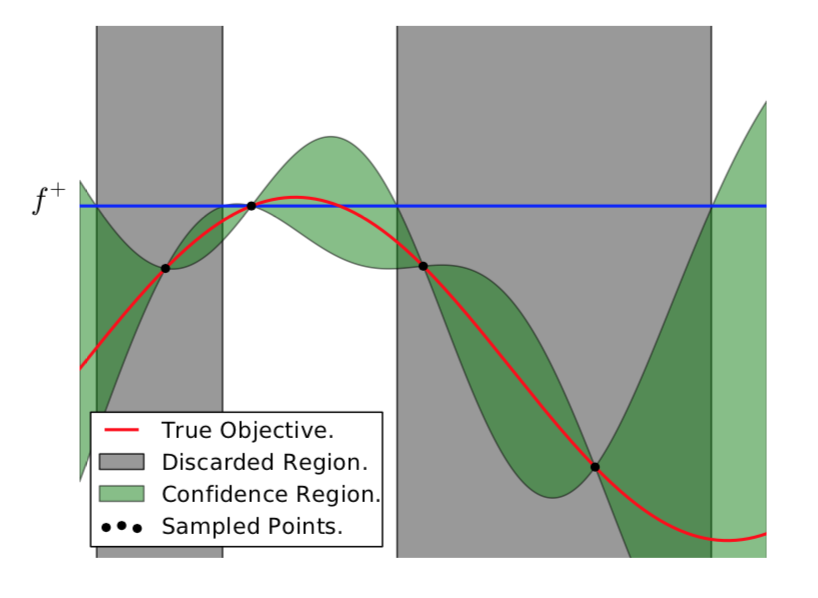 f⁺
True Objective.
Discarded Region.
Confidence Region.
Sampled Points.